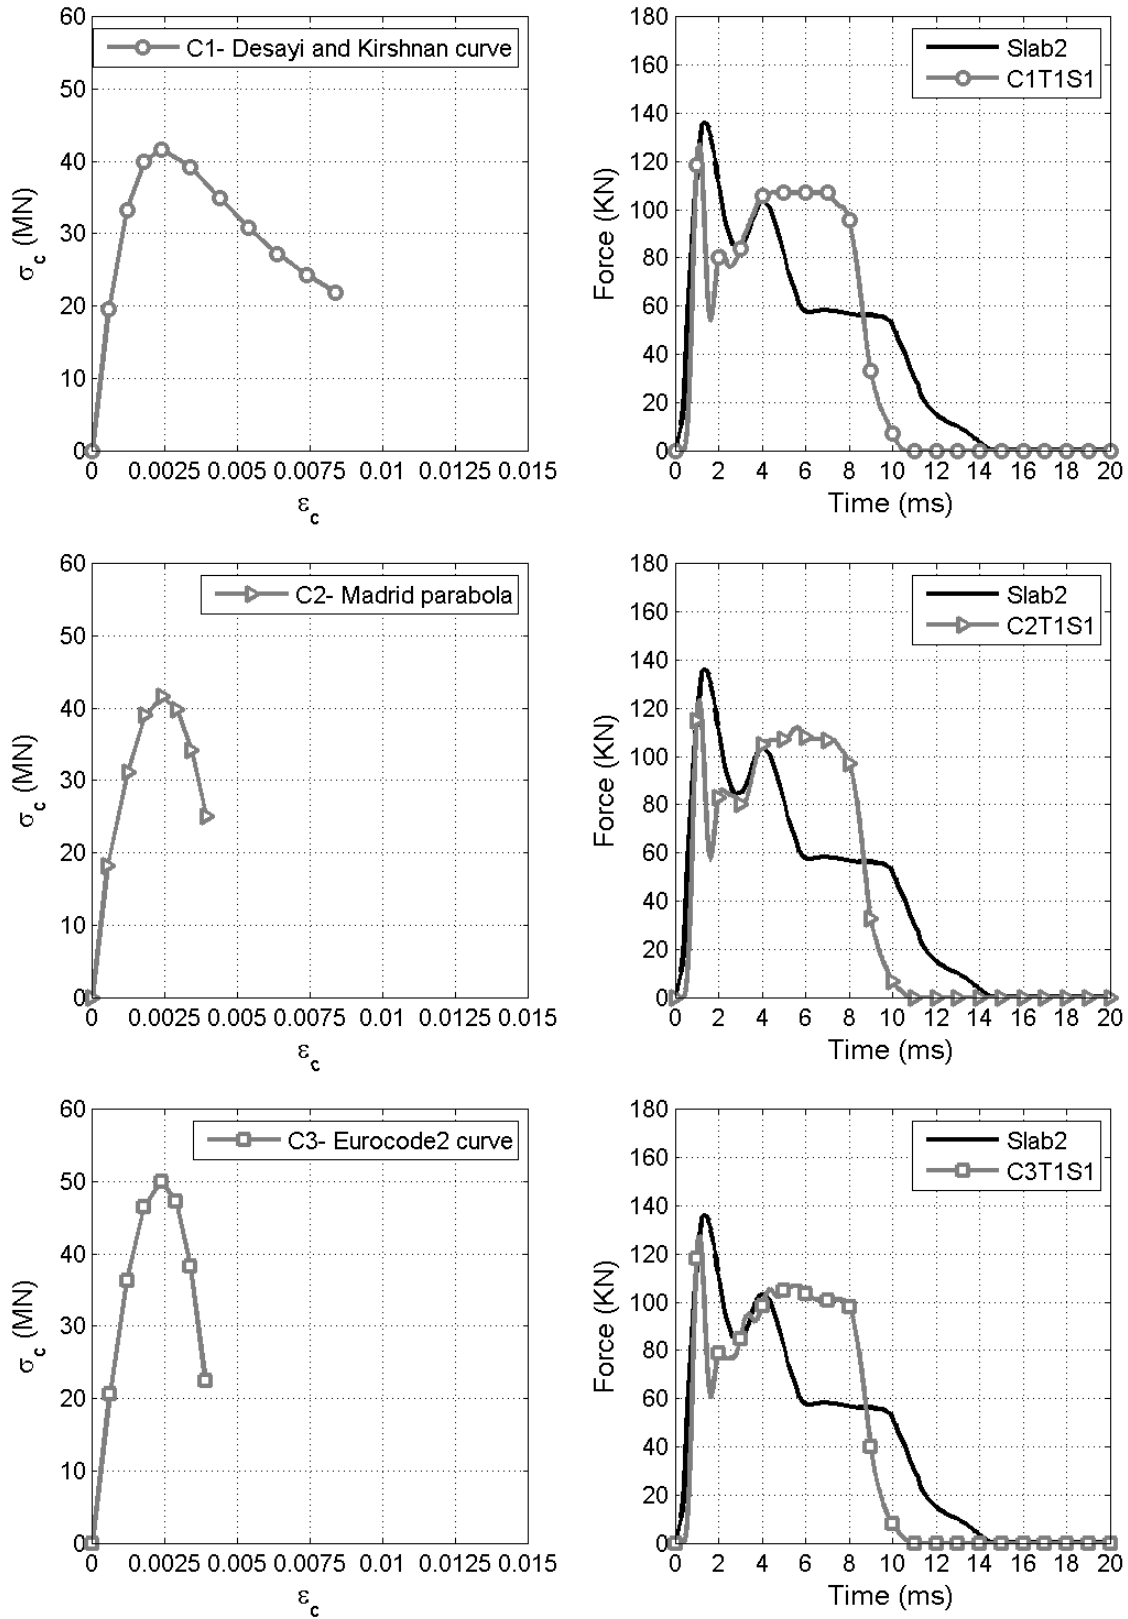 60
50
40
30
20
10
0
σc (MN)
C1- Desayi and Kirshnan curve
0 0.0025 0.005 0.0075 0.01 0.0125 0.015
εc
180
160
140
120
100
80
60
40
20
0
Force (KN)
Slab2
C1T1S1
0 2 4 6 8 10 12 14 16 18 20
Time (ms)
60
50
40
30
20
10
0
σc (MN)
C2- Madrid parabola
0 0.0025 0.005 0.0075 0.01 0.0125 0.015
εc
180
160
140
120
100
80
60
40
20
0
Force (KN)
Slab2
C2T1S1
0 2 4 6 8 10 12 14 16 18 20
Time (ms)
60
50
40
30
20
10
0
σc (MN)
C3- Eurocode2 curve
0 0.0025 0.005 0.0075 0.01 0.0125 0.015
εc
180
160
140
120
100
80
60
40
20
0
Force (KN)
Slab2
C3T1S1
0 2 4 6 8 10 12 14 16 18 20
Time (ms)